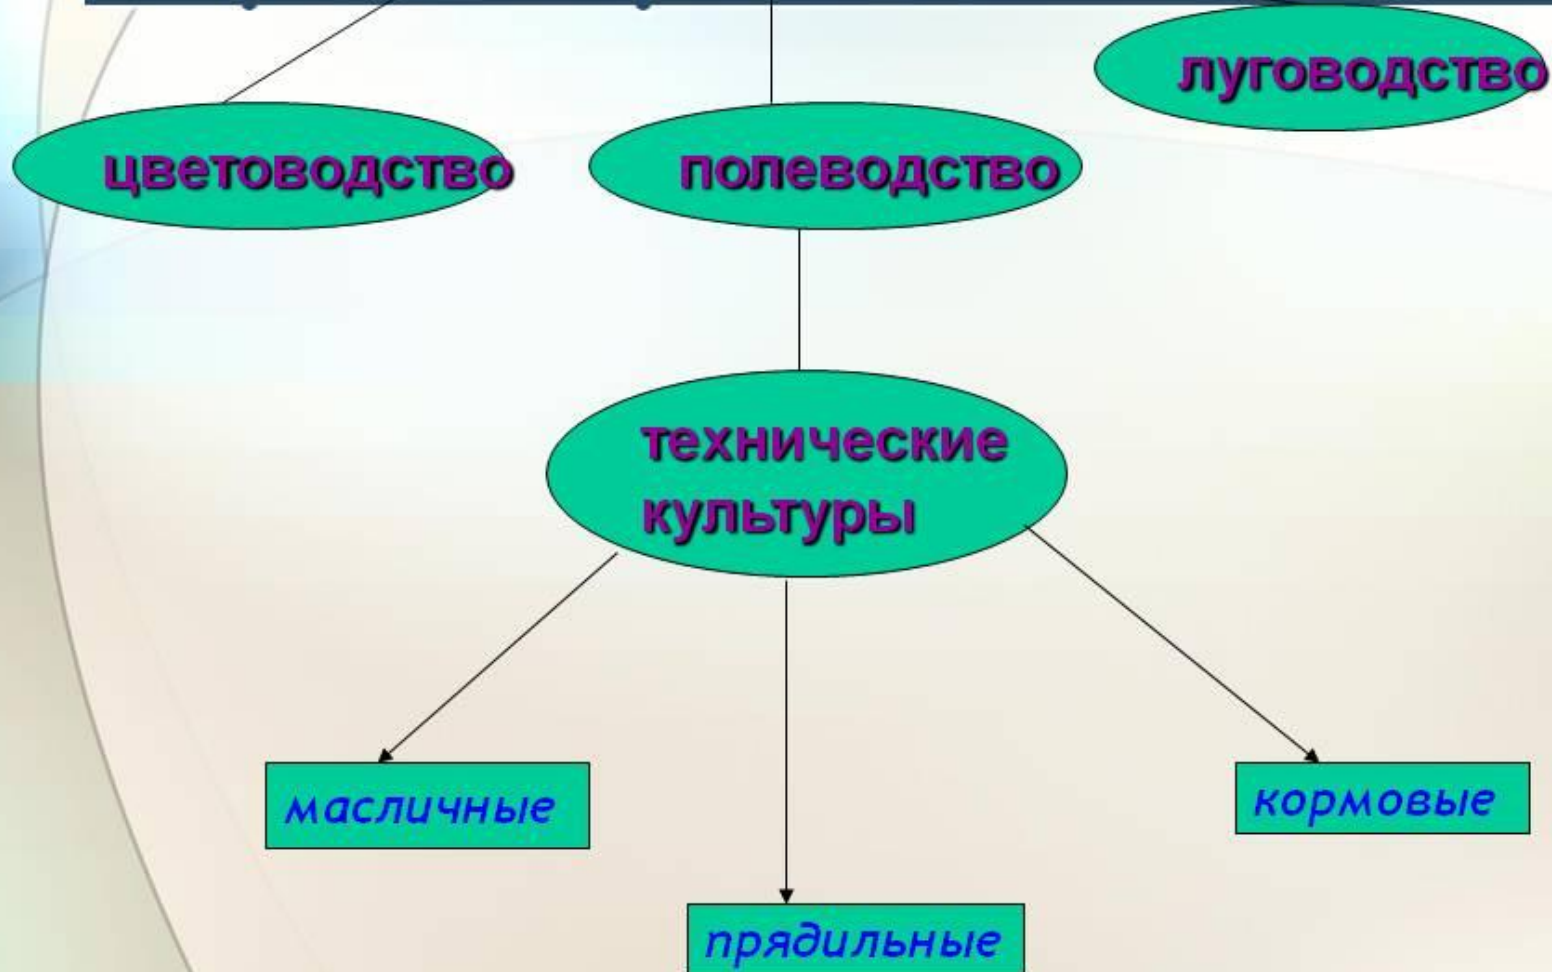 луговодство
цветоводство
полеводство
технические
культуры
масличные
кормовые
прядильные